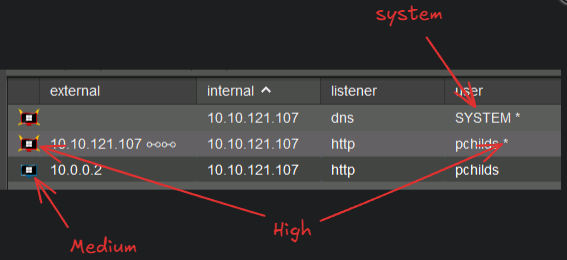 system
external internal listener user
10.10.121.107 dns SYSTEM *
10.10.121.107 10.10.121.107 http pchilds *
10.0.0.2 10.10.121.107 http pchilds
High
Medium